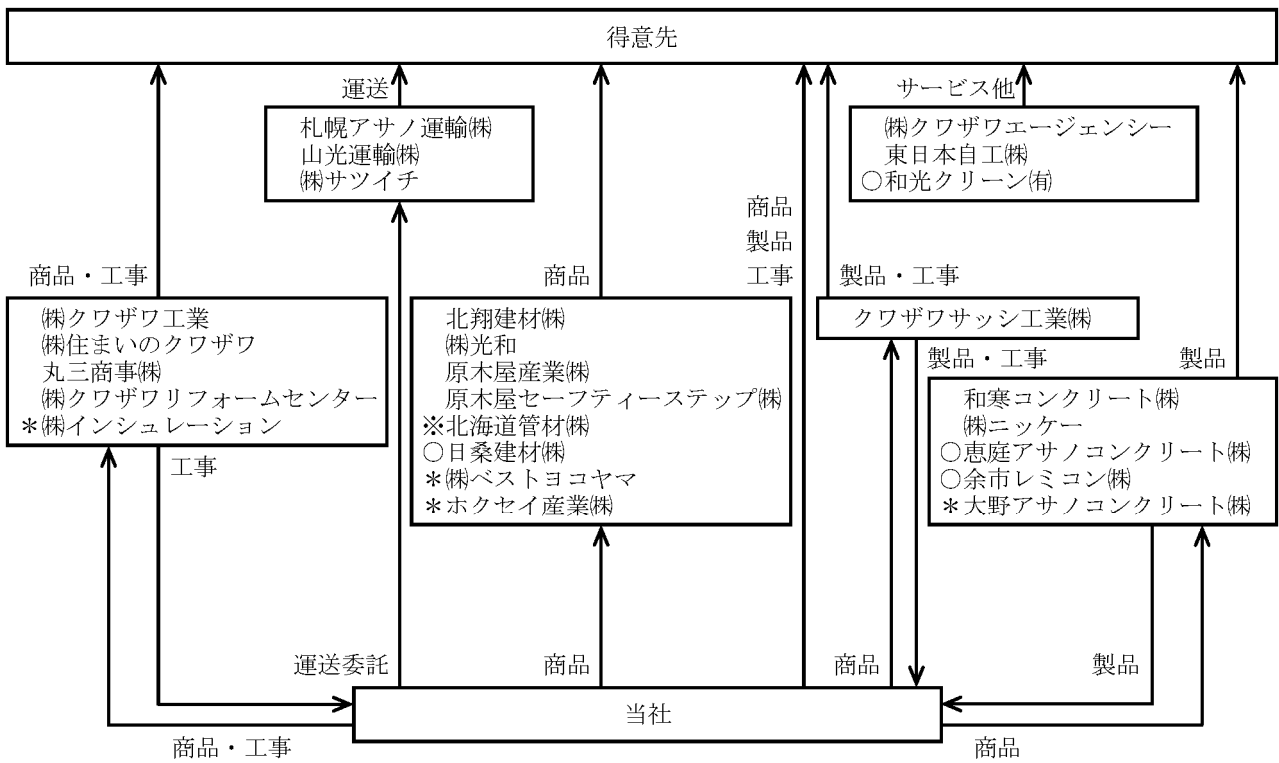 得意先
運送
サービス他
札幌アサノ運輸㈱
山光運輸㈱
㈱サツイチ
㈱クワザワエージェンシー
東日本自工㈱
○和光クリーン㈲
商品
製品
工事
商品・工事
商品
製品・工事
㈱クワザワ工業
㈱住まいのクワザワ
丸三商事㈱
㈱クワザワリフォームセンター
＊㈱インシュレーション
北翔建材㈱
㈱光和
原木屋産業㈱
原木屋セーフティーステップ㈱
※北海道管材㈱
○日桑建材㈱
＊㈱ベストヨコヤマ
＊ホクセイ産業㈱
クワザワサッシ工業㈱
製品・工事
製品
和寒コンクリート㈱
㈱ニッケー
○恵庭アサノコンクリート㈱
○余市レミコン㈱
＊大野アサノコンクリート㈱
工事
運送委託
商品
商品
製品
当社
商品・工事
商品